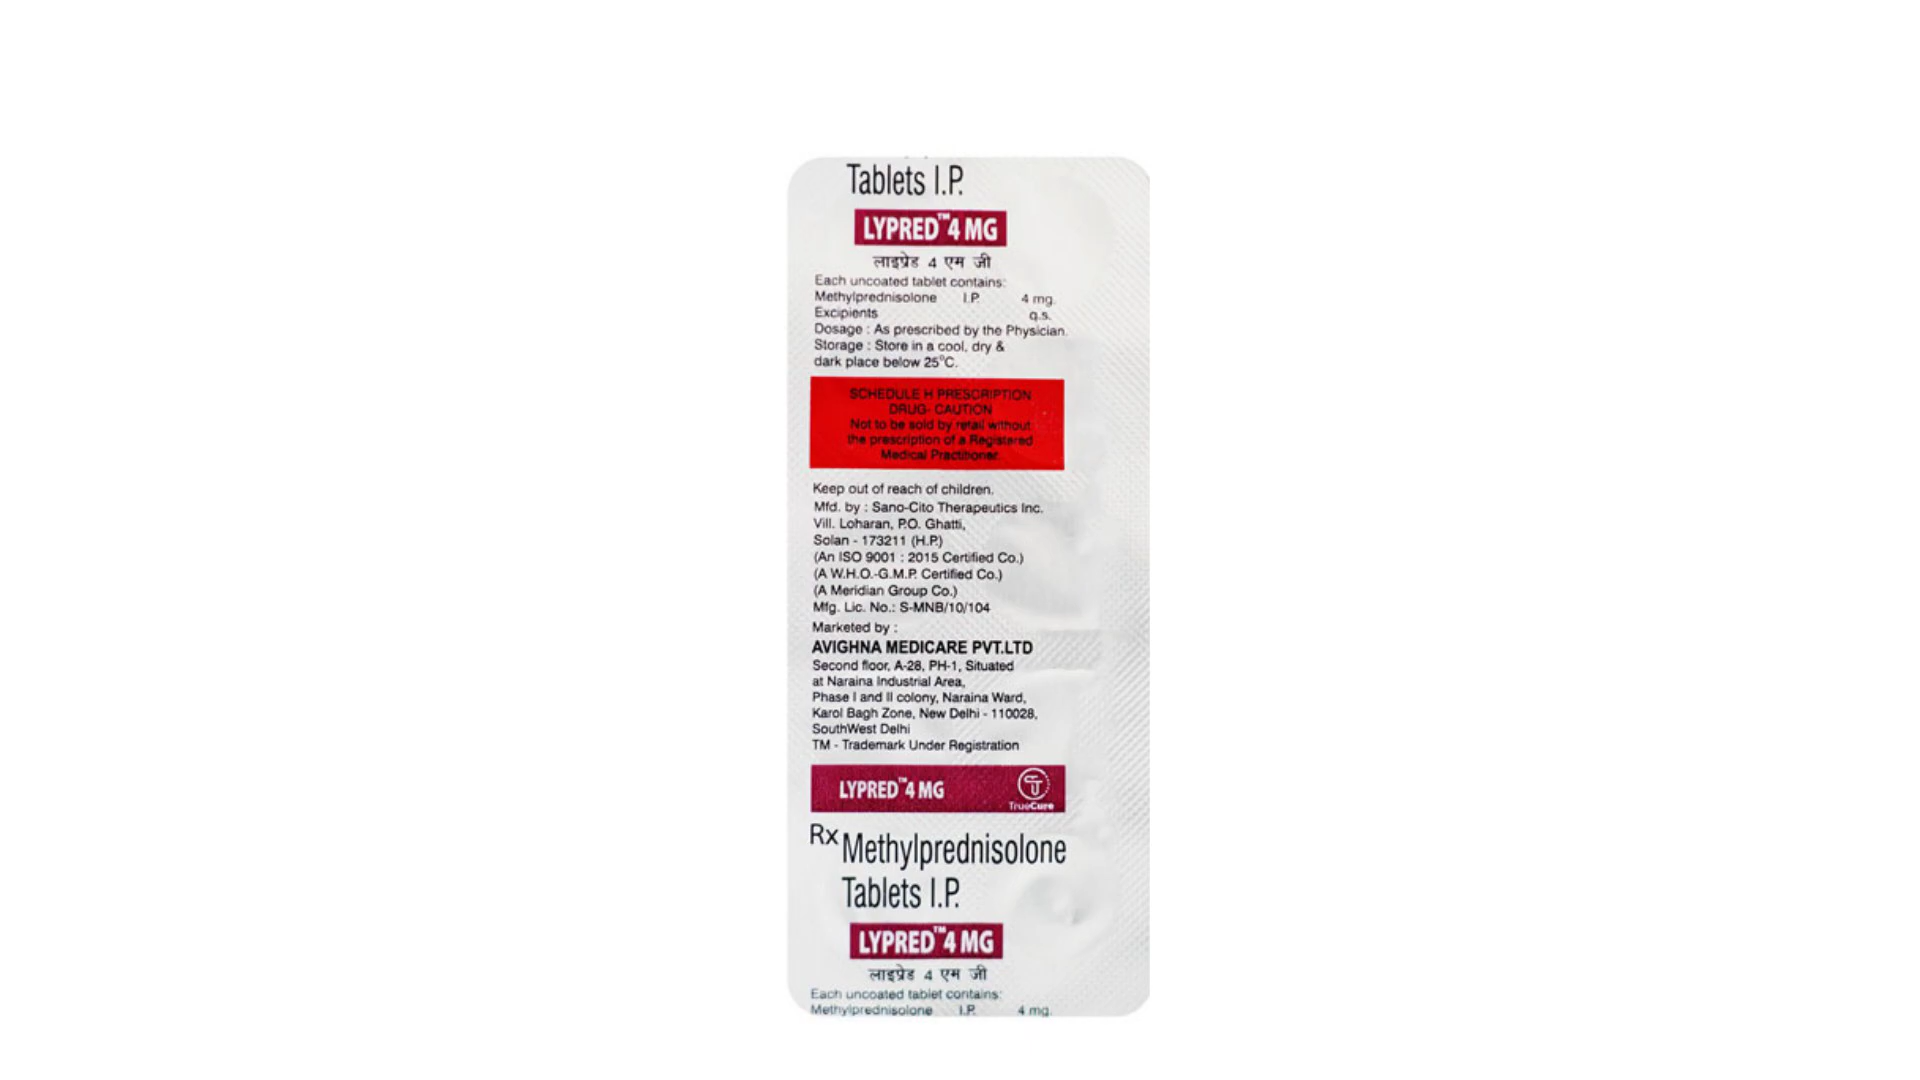 Tablets I.P.
LYPRED™ 4 MG
लाइप्रेड 4 एम जी
Each uncoated tablet contains:
Methylprednisolone I.P. 4 mg.
Excipients q.s.
Dosage : As prescribed by the Physician.
Storage : Store in a cool, dry &
dark place below 25°C.
SCHEDULE H PRESCRIPTION
DRUG- CAUTION
Not to be sold by retail without
the prescription of a Registered
Medical Practitioner.
Keep out of reach of children.
Mfd. by : Sano-Cito Therapeutics Inc.
Vill. Loharan, P.O. Ghatti,
Solan - 173211 (H.P.)
(An ISO 9001 : 2015 Certified Co.)
(A W.H.O.-G.M.P. Certified Co.)
(A Meridian Group Co.)
Mfg. Lic. No.: S-MNB/10/104
Marketed by :
AVIGHNA MEDICARE PVT.LTD
Second floor, A-28, PH-1, Situated
at Naraina Industrial Area,
Phase I and II colony, Naraina Ward,
Karol Bagh Zone, New Delhi - 110028,
SouthWest Delhi
TM - Trademark Under Registration
LYPRED™ 4 MG
TrueCure
Rx Methylprednisolone
Tablets I.P.
LYPRED™ 4 MG
लाइप्रेड 4 एम जी
Each uncoated tablet contains:
Methylprednisolone I.P. 4 mg.